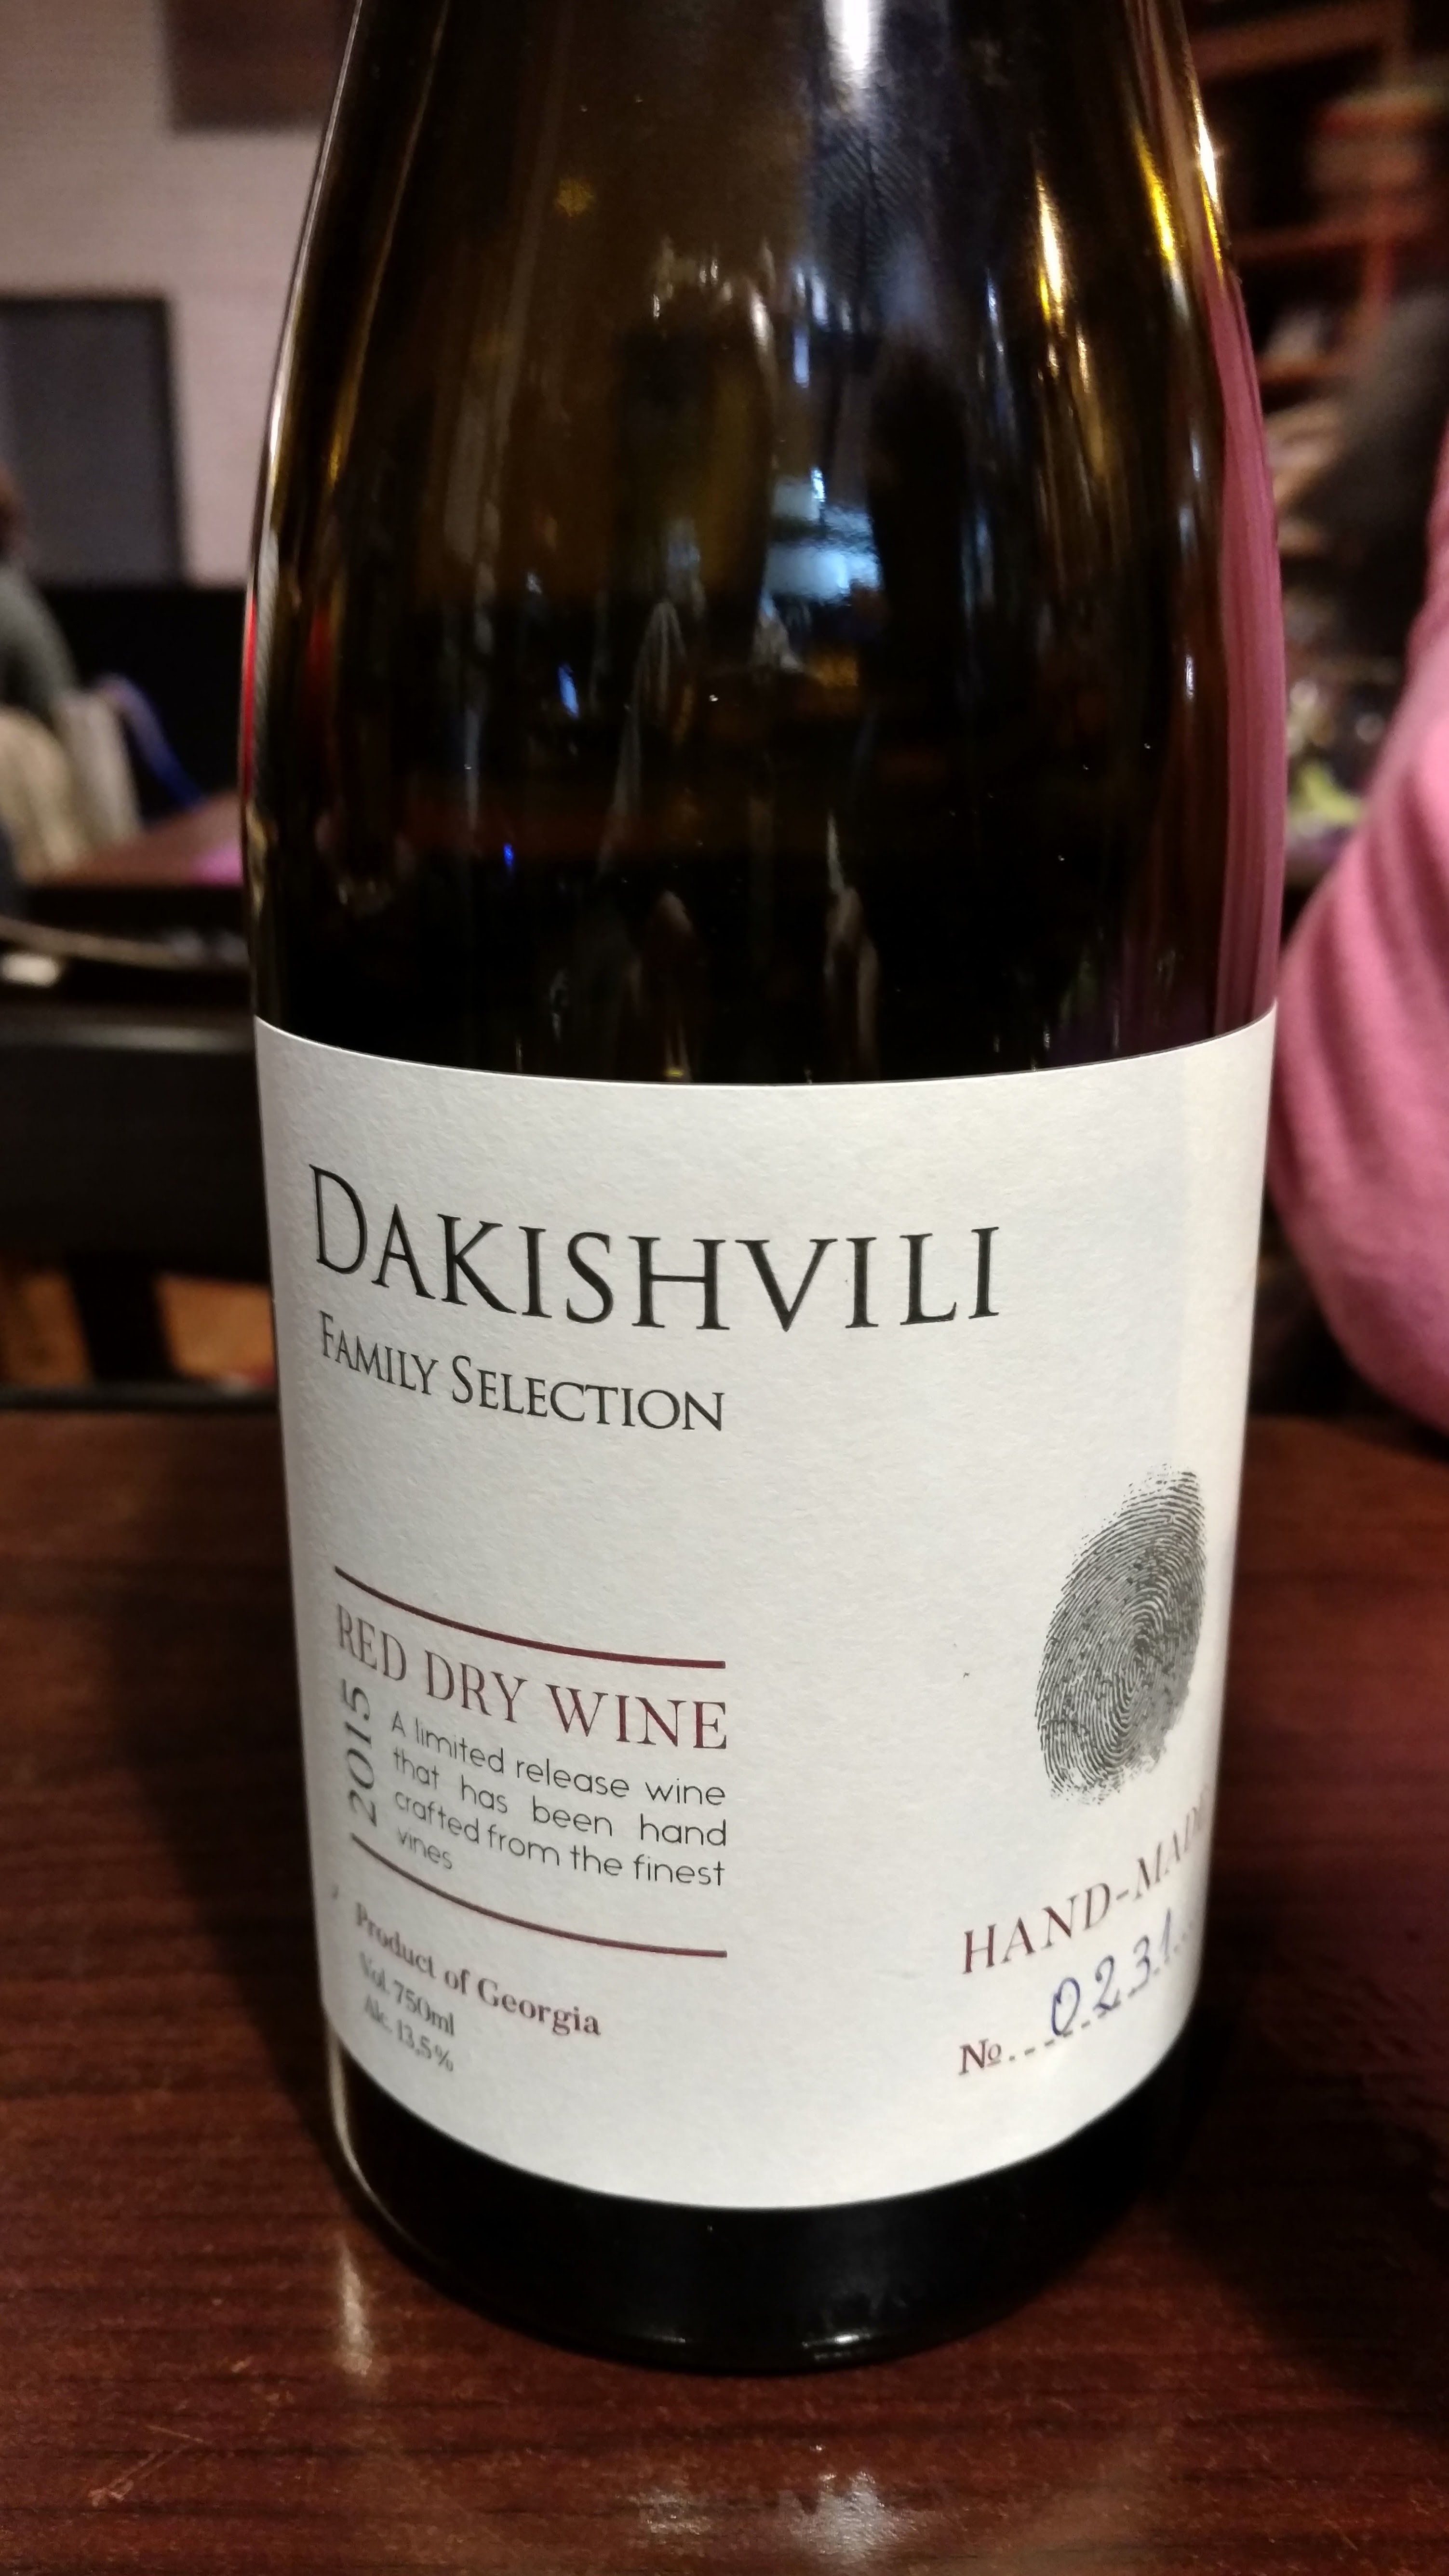 DAKISHVILI
FAMILY SELECTION
RED DRY WINE
2015
A limited release wine
that has been hand
crafted from the finest
vines
Product of Georgia
Vol. 750ml
Alc. 13,5%
HAND-MADE
№ 0231